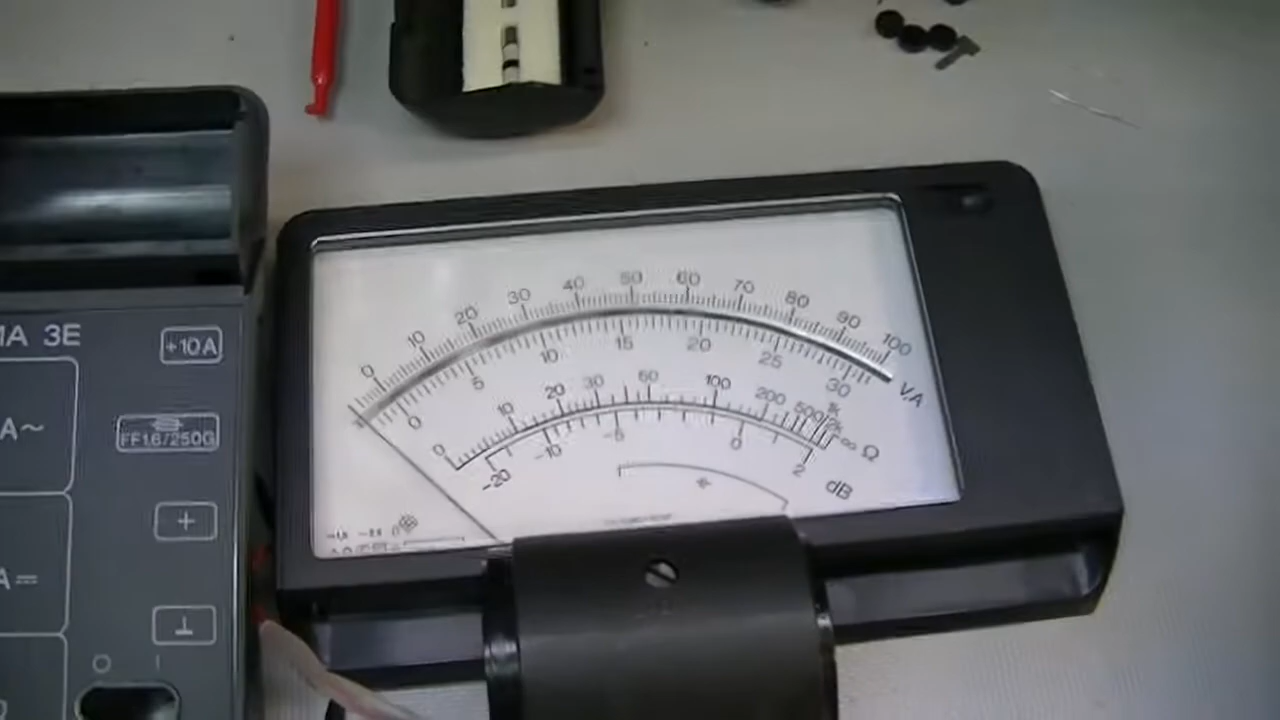 0 10 20 30 40 50 60 70 80 90 100
0 5 10 15 20 25 30 V,A
0 10 20 30 60 100 200 500 1k ∞ Ω
-20 -10 -5 0 2 dB
MA 3E
+10A
A~
FF1.6/250G
+
A⎓
⊥
O I